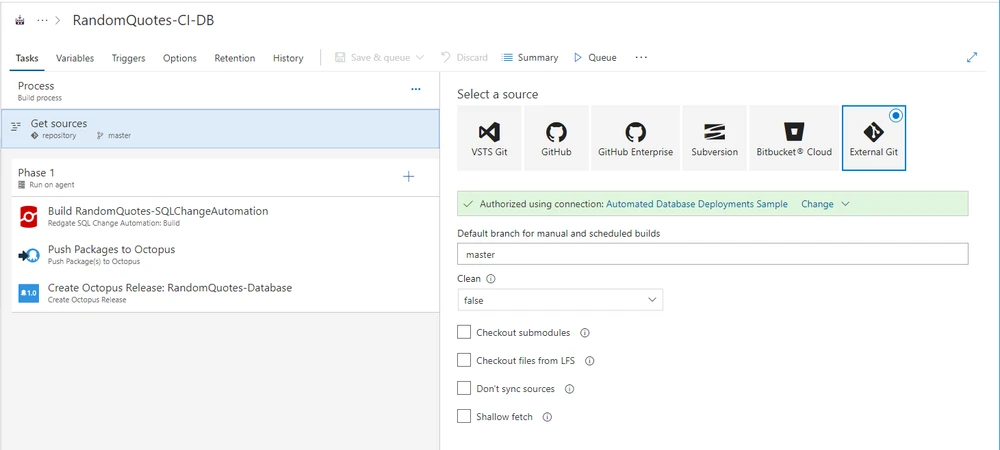 ··· > RandomQuotes-CI-DB
Tasks Variables Triggers Options Retention History Save & queue Discard Summary Queue ···
Process ···
Build process
Get sources
repository master
Phase 1 +
Run on agent
Build RandomQuotes-SQLChangeAutomation
Redgate SQL Change Automation: Build
Push Packages to Octopus
Push Package(s) to Octopus
1.0 Create Octopus Release: RandomQuotes-Database
Create Octopus Release
Select a source
VSTS Git GitHub GitHub Enterprise Subversion Bitbucket® Cloud External Git
Authorized using connection: Automated Database Deployments Sample Change
Default branch for manual and scheduled builds
master
Clean
false
Checkout submodules
Checkout files from LFS
Don't sync sources
Shallow fetch